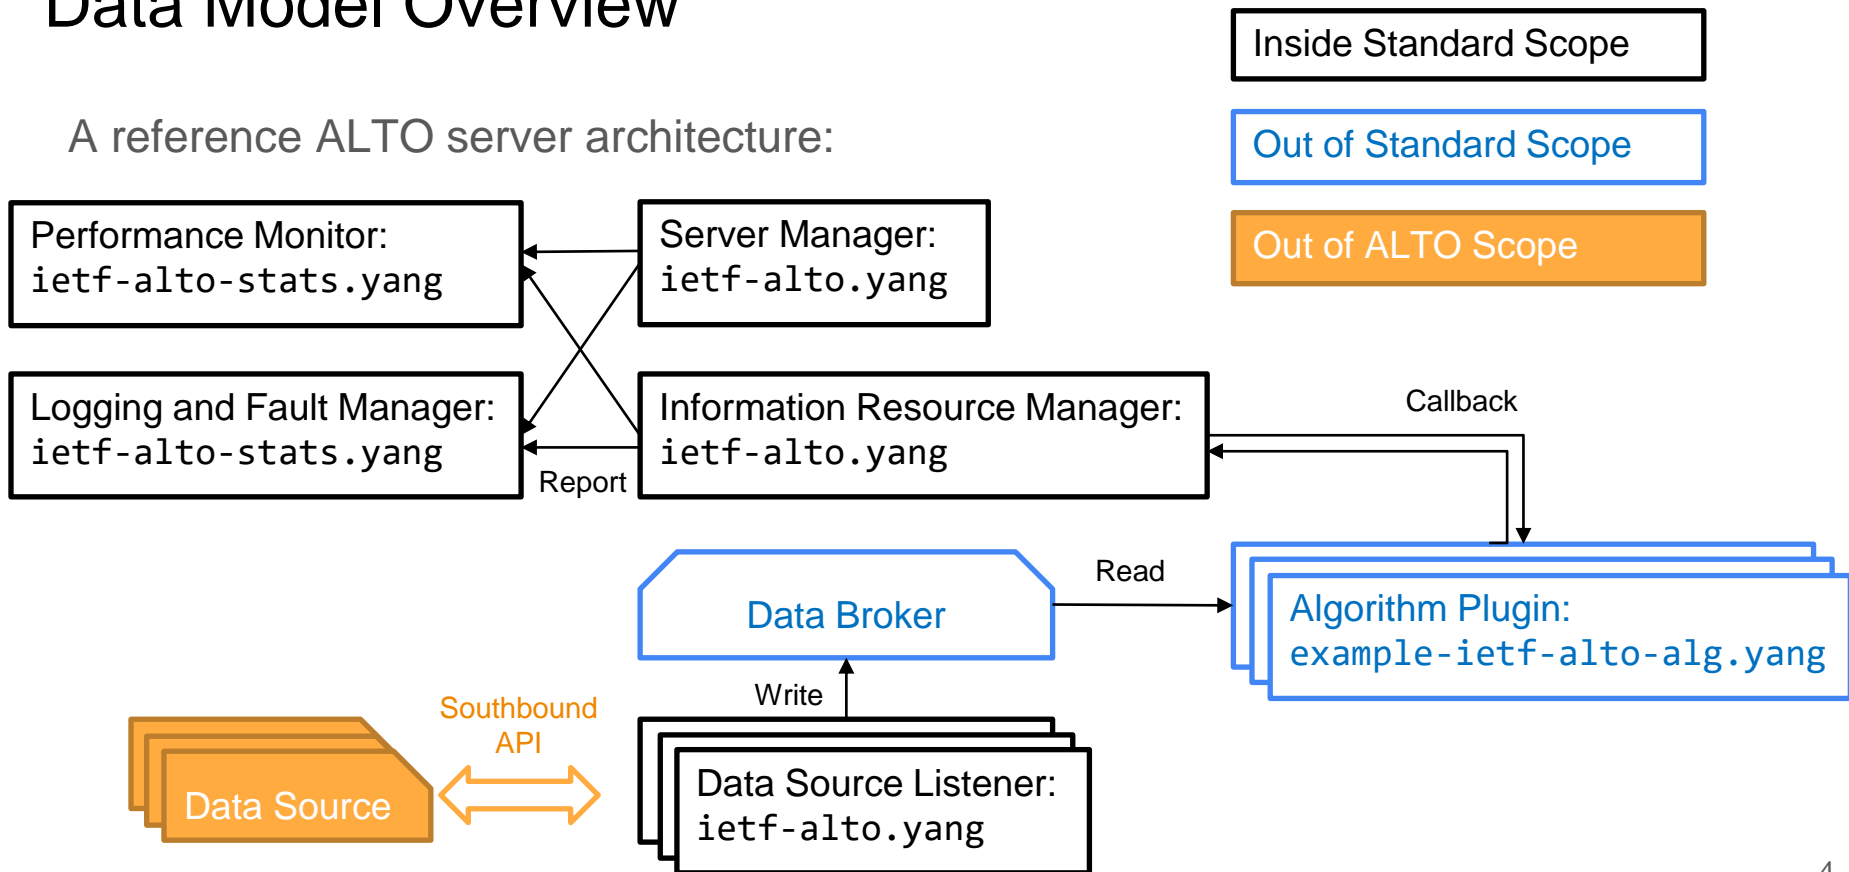 Data Model Overview
A reference ALTO server architecture:
Inside Standard Scope
Out of Standard Scope
Out of ALTO Scope
Performance Monitor:
ietf-alto-stats.yang
Server Manager:
ietf-alto.yang
Logging and Fault Manager:
ietf-alto-stats.yang
Report
Information Resource Manager:
ietf-alto.yang
Callback
Data Broker
Read
Algorithm Plugin:
example-ietf-alto-alg.yang
Write
Southbound
API
Data Source
Data Source Listener:
ietf-alto.yang
4